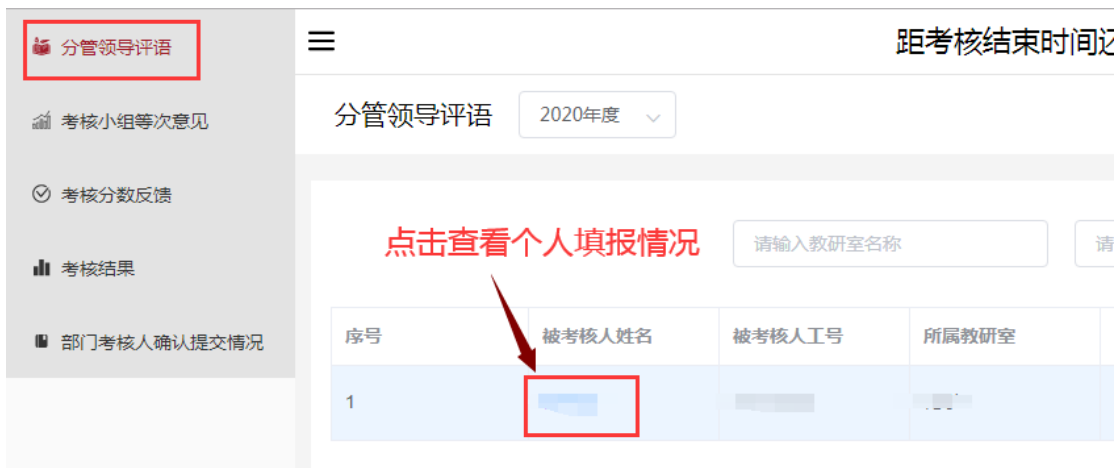 分管领导评语
考核小组等次意见
考核分数反馈
考核结果
部门考核人确认提交情况
距考核结束时间还
分管领导评语 2020年度
点击查看个人填报情况 请输入教研室名称 请
序号 被考核人姓名 被考核人工号 所属教研室
1